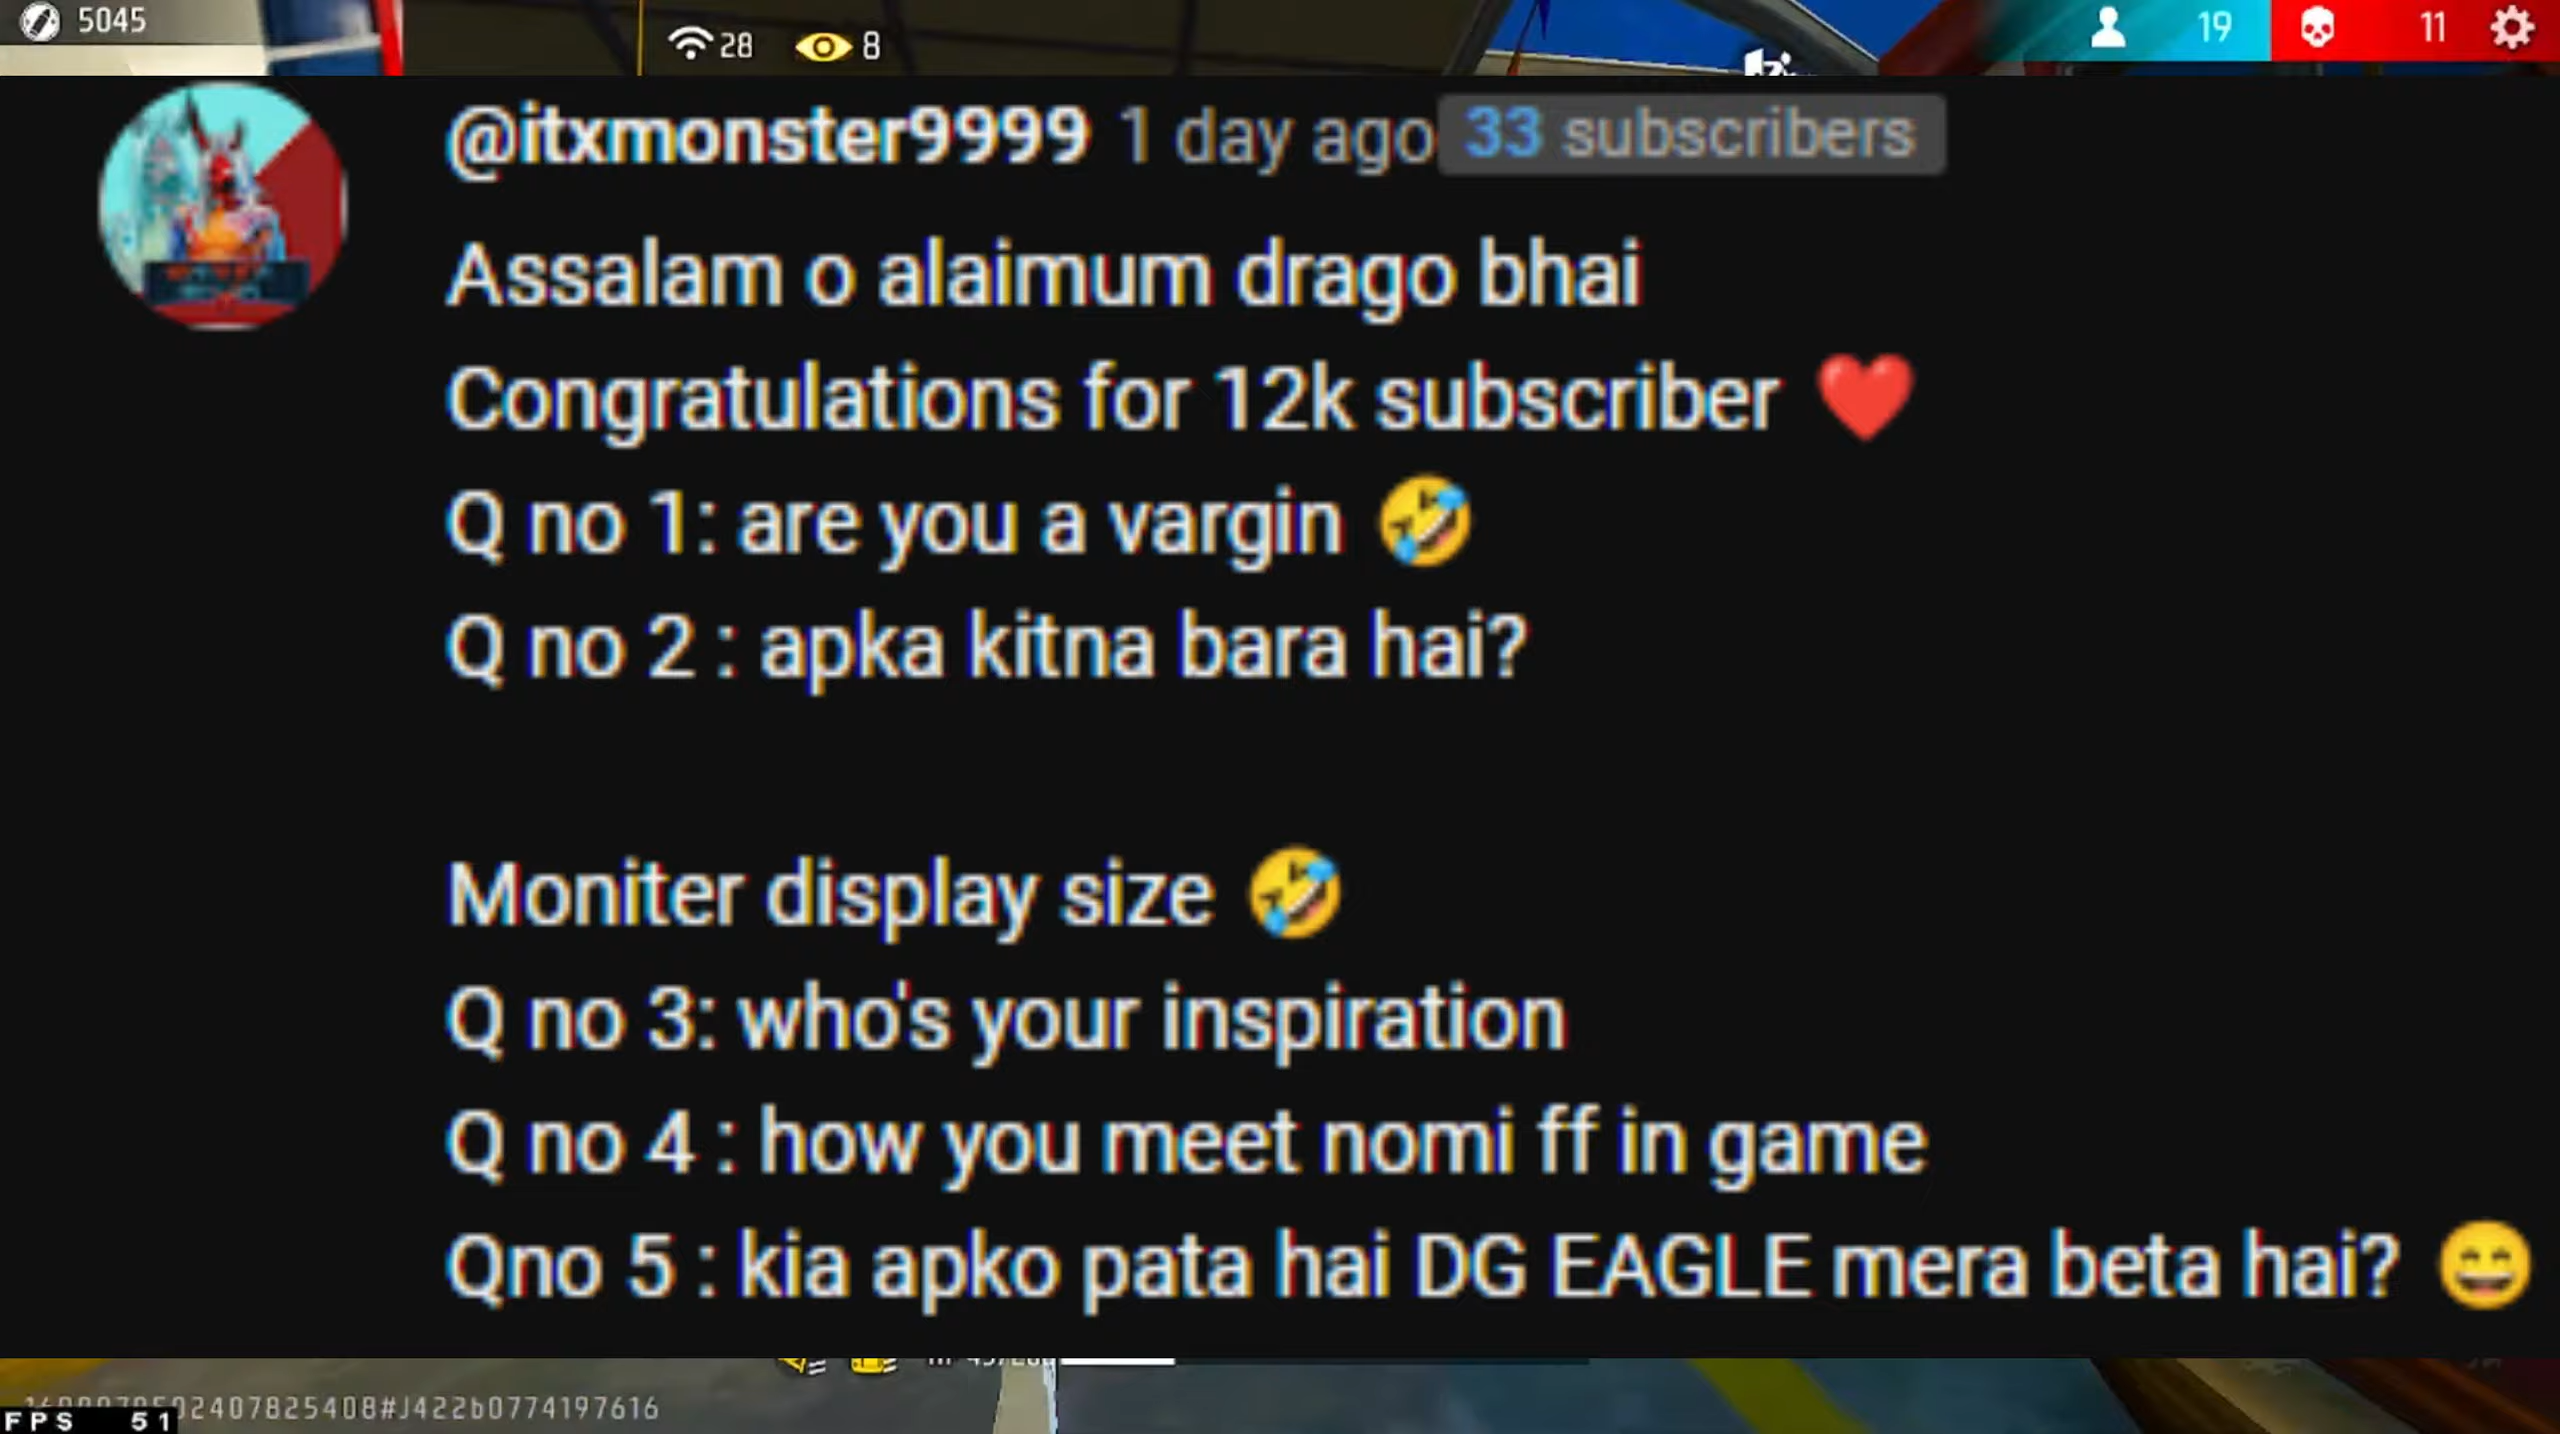 5045
28 8
19 11
@itxmonster9999 1 day ago 33 subscribers
Assalam o alaimum drago bhai
Congratulations for 12k subscriber ❤️
Q no 1: are you a vargin 🤣
Q no 2 : apka kitna bara hai?
Moniter display size 🤣
Q no 3: who's your inspiration
Q no 4 : how you meet nomi ff in game
Qno 5 : kia apko pata hai DG EAGLE mera beta hai? 😄
FPS 51